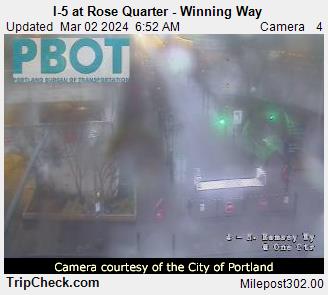 I-5 at Rose Quarter - Winning Way
Updated Mar 02 2024 6:52 AM Camera 4
PBOT
PORTLAND BUREAU OF TRANSPORTATION
Camera courtesy of the City of Portland
TripCheck.com Milepost302.00